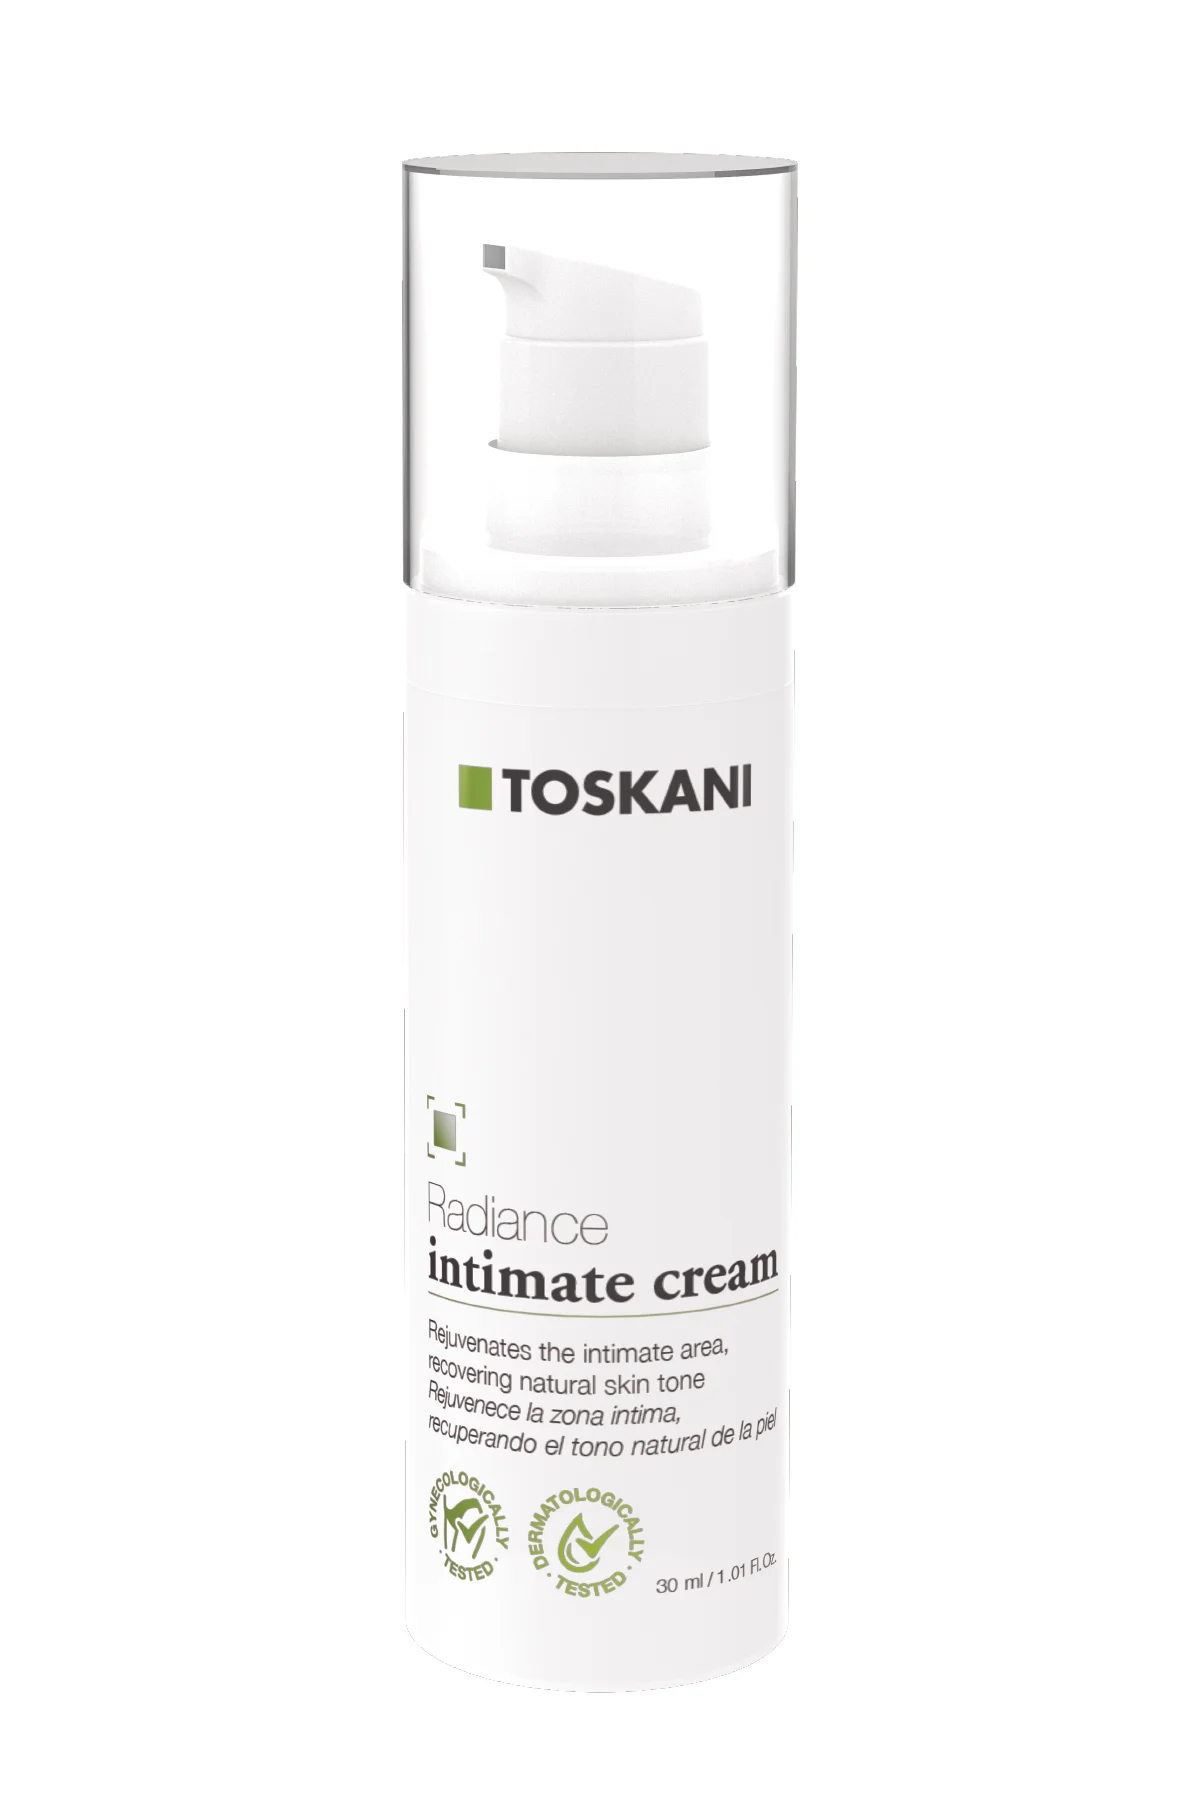 TOSKANI
Radiance
intimate cream
Rejuvenates the intimate area,
recovering natural skin tone
Rejuvenece la zona intima,
recuperando el tono natural de la piel
GYNECOLOGICALLY · TESTED ·
DERMATOLOGICALLY · TESTED ·
30 ml / 1.01 Fl. Oz.